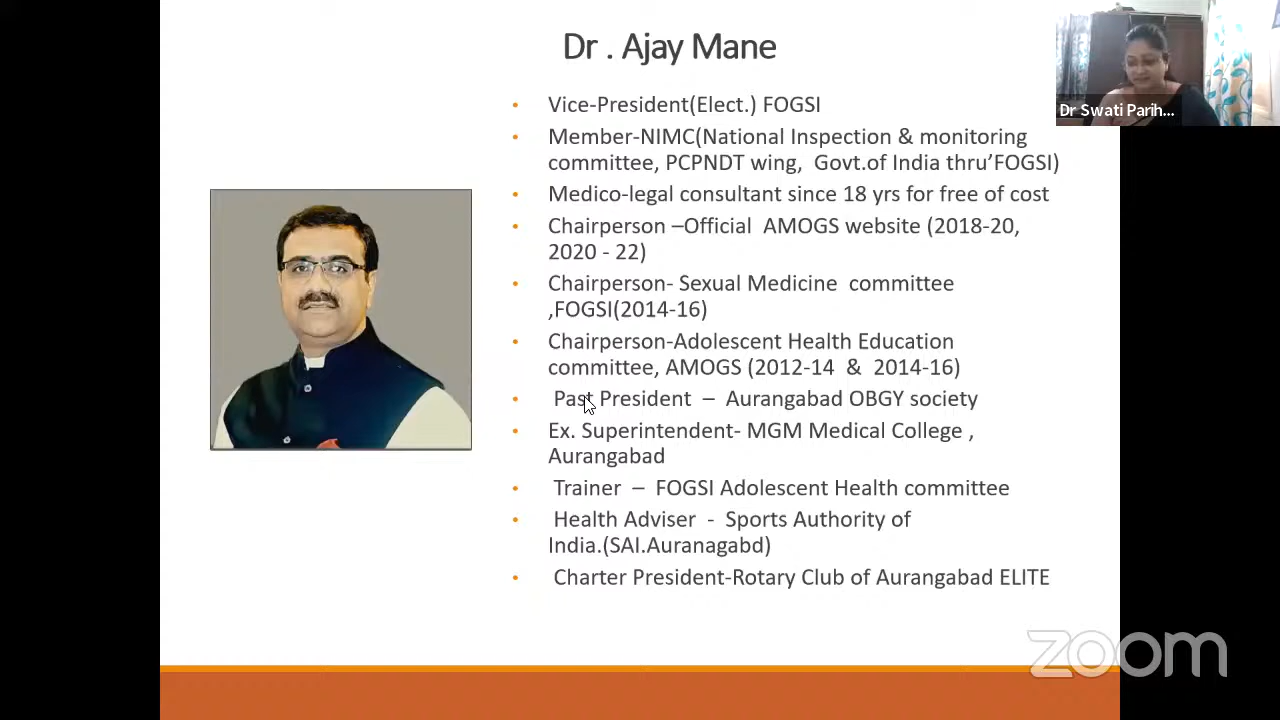 Dr . Ajay Mane
Dr Swati Parih...
• Vice-President(Elect.) FOGSI
• Member-NIMC(National Inspection & monitoring
committee, PCPNDT wing, Govt.of India thru’FOGSI)
• Medico-legal consultant since 18 yrs for free of cost
• Chairperson –Official AMOGS website (2018-20,
2020 - 22)
• Chairperson- Sexual Medicine committee
,FOGSI(2014-16)
• Chairperson-Adolescent Health Education
committee, AMOGS (2012-14 & 2014-16)
• Past President – Aurangabad OBGY society
• Ex. Superintendent- MGM Medical College ,
Aurangabad
• Trainer – FOGSI Adolescent Health committee
• Health Adviser - Sports Authority of
India.(SAI.Auranagabd)
• Charter President-Rotary Club of Aurangabad ELITE
zoom